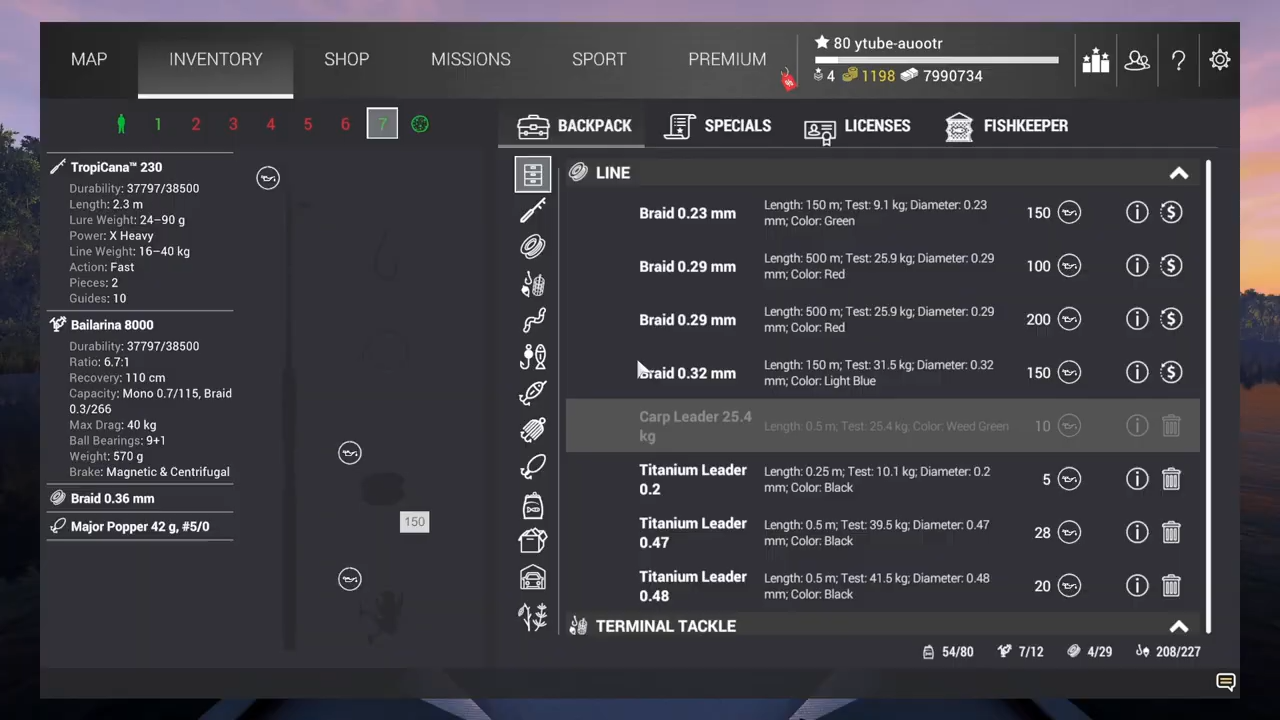 MAP
INVENTORY
SHOP
MISSIONS
SPORT
PREMIUM
80 ytube-auootr
4 1198 7990734
1 2 3 4 5 6 7
BACKPACK
SPECIALS
LICENSES
FISHKEEPER
TropiCana™ 230
Durability: 37797/38500
Length: 2.3 m
Lure Weight: 24–90 g
Power: X Heavy
Line Weight: 16–40 kg
Action: Fast
Pieces: 2
Guides: 10
Bailarina 8000
Durability: 37797/38500
Ratio: 6.7:1
Recovery: 110 cm
Capacity: Mono 0.7/115, Braid
0.3/266
Max Drag: 40 kg
Ball Bearings: 9+1
Weight: 570 g
Brake: Magnetic & Centrifugal
Braid 0.36 mm
Major Popper 42 g, #5/0
150
LINE
Braid 0.23 mm
Length: 150 m; Test: 9.1 kg; Diameter: 0.23
mm; Color: Green
150
Braid 0.29 mm
Length: 500 m; Test: 25.9 kg; Diameter: 0.29
mm; Color: Red
100
Braid 0.29 mm
Length: 500 m; Test: 25.9 kg; Diameter: 0.29
mm; Color: Red
200
Braid 0.32 mm
Length: 150 m; Test: 31.5 kg; Diameter: 0.32
mm; Color: Light Blue
150
Carp Leader 25.4
kg
Length: 0.5 m; Test: 25.4 kg; Color: Weed Green
10
Titanium Leader
0.2
Length: 0.25 m; Test: 10.1 kg; Diameter: 0.2
mm; Color: Black
5
Titanium Leader
0.47
Length: 0.5 m; Test: 39.5 kg; Diameter: 0.47
mm; Color: Black
28
Titanium Leader
0.48
Length: 0.5 m; Test: 41.5 kg; Diameter: 0.48
mm; Color: Black
20
TERMINAL TACKLE
54/80 7/12 4/29 208/227